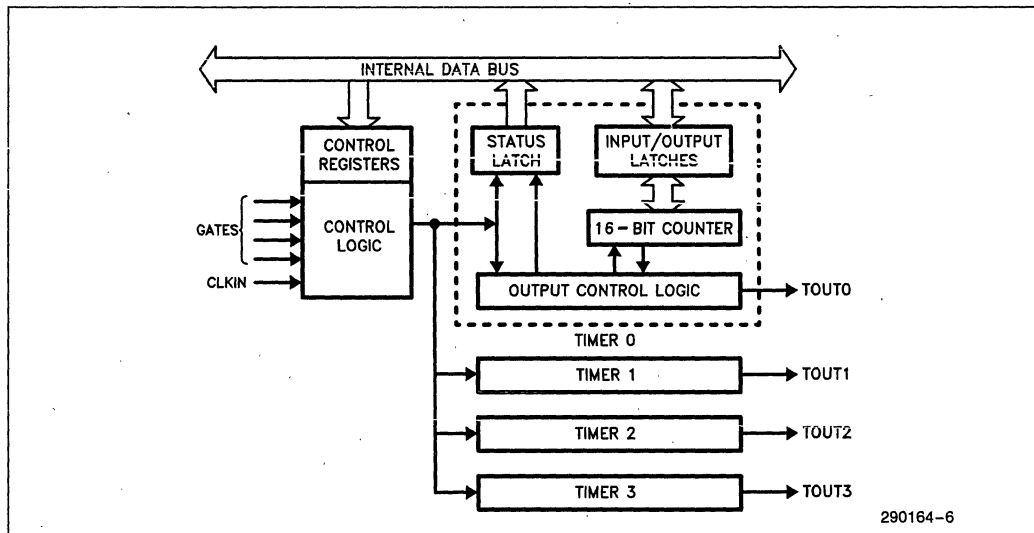 INTERNAL DATA BUS
CONTROL
REGISTERS
STATUS
LATCH
INPUT/OUTPUT
LATCHES
GATES
CONTROL
LOGIC
16-BIT COUNTER
CLKIN
OUTPUT CONTROL LOGIC
TOUT0
TIMER 0
TIMER 1
TOUT1
TIMER 2
TOUT2
TIMER 3
TOUT3
290164-6